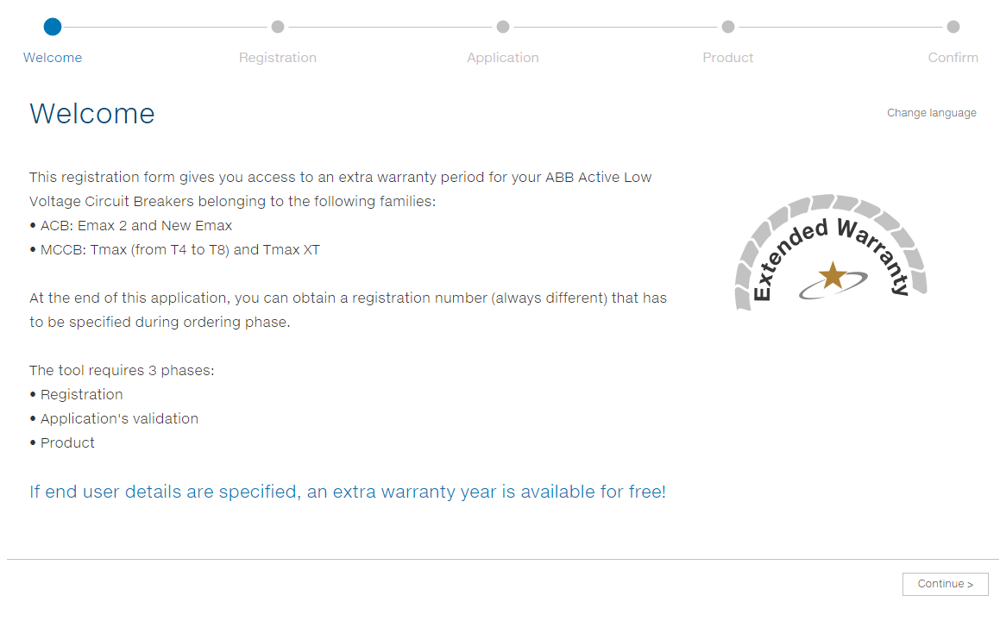 Welcome
Registration
Application
Product
Confirm
Welcome
Change language
This registration form gives you access to an extra warranty period for your ABB Active Low
Voltage Circuit Breakers belonging to the following families:
• ACB: Emax 2 and New Emax
• MCCB: Tmax (from T4 to T8) and Tmax XT
At the end of this application, you can obtain a registration number (always different) that has
to be specified during ordering phase.
The tool requires 3 phases:
• Registration
• Application's validation
• Product
If end user details are specified, an extra warranty year is available for free!
Extended Warranty
Continue >